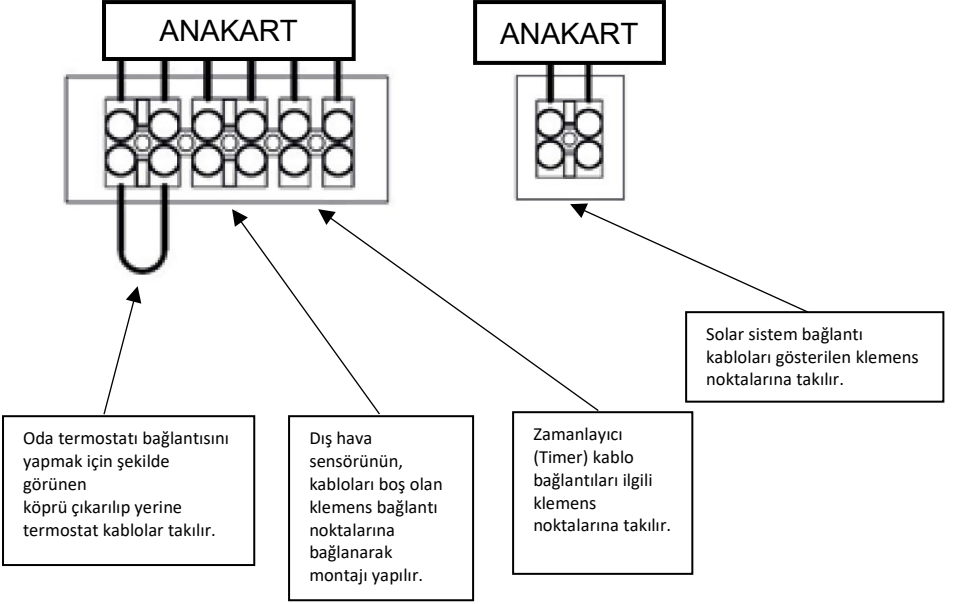 ANAKART
ANAKART
Solar sistem bağlantı
kabloları gösterilen klemens
noktalarına takılır.
Oda termostatı bağlantısını
yapmak için şekilde
görünen
köprü çıkarılıp yerine
termostat kablolar takılır.
Dış hava
sensörünün,
kabloları boş olan
klemens bağlantı
noktalarına
bağlanarak
montajı yapılır.
Zamanlayıcı
(Timer) kablo
bağlantıları ilgili
klemens
noktalarına takılır.